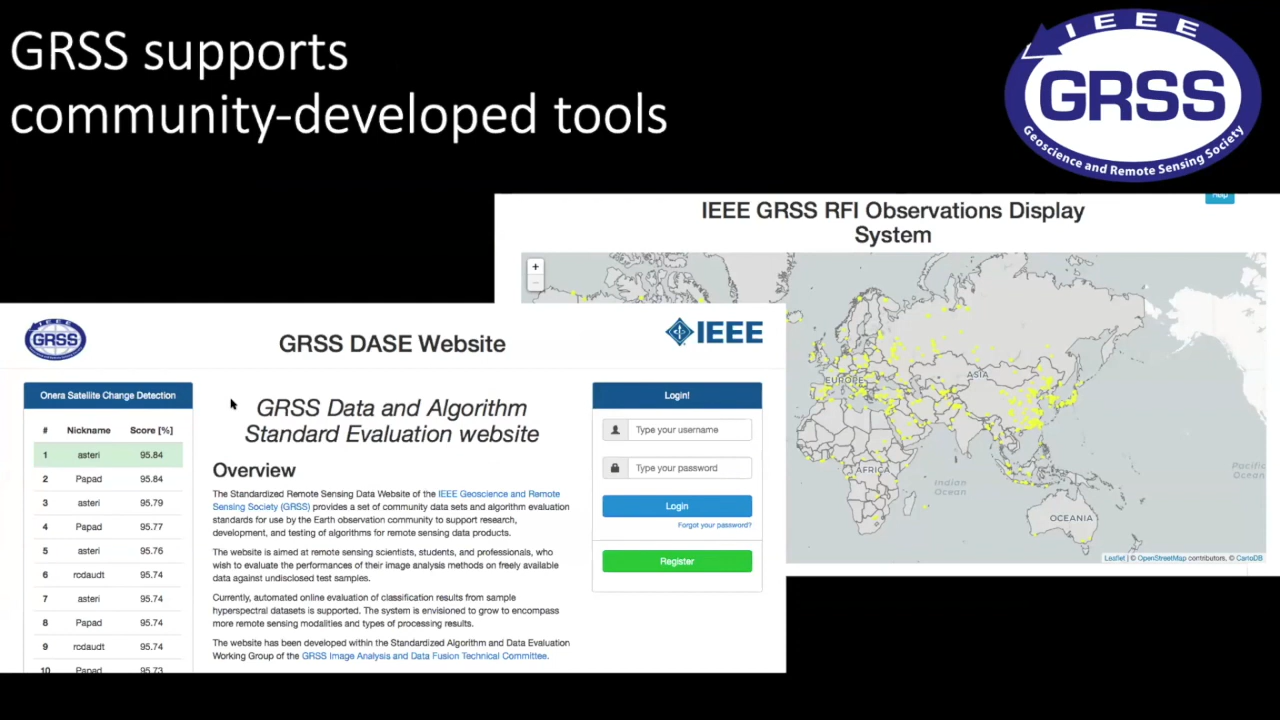 GRSS supports
community-developed tools
IEEE
GRSS
Geoscience and Remote Sensing Society
Help
IEEE GRSS RFI Observations Display
System
+
−
EUROPE
ASIA
AFRICA
OCEANIA
Indian
Ocean
Pacific
Ocean
Leaflet | © OpenStreetMap contributors, © CartoDB
IEEE
GRSS
GRSS DASE Website
IEEE
Onera Satellite Change Detection
# Nickname Score [%]
1 asteri 95.84
2 Papad 95.84
3 asteri 95.79
4 Papad 95.77
5 asteri 95.76
6 rcdaudt 95.74
7 asteri 95.74
8 Papad 95.74
9 rcdaudt 95.74
10 Papad 95.73
GRSS Data and Algorithm
Standard Evaluation website
Overview
The Standardized Remote Sensing Data Website of the IEEE Geoscience and Remote
Sensing Society (GRSS) provides a set of community data sets and algorithm evaluation
standards for use by the Earth observation community to support research,
development, and testing of algorithms for remote sensing data products.
The website is aimed at remote sensing scientists, students, and professionals, who
wish to evaluate the performances of their image analysis methods on freely available
data against undisclosed test samples.
Currently, automated online evaluation of classification results from sample
hyperspectral datasets is supported. The system is envisioned to grow to encompass
more remote sensing modalities and types of processing results.
The website has been developed within the Standardized Algorithm and Data Evaluation
Working Group of the GRSS Image Analysis and Data Fusion Technical Committee.
Login!
Type your username
Type your password
Login
Forgot your password?
Register